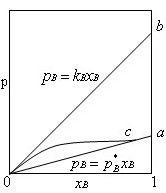 b
p_B = k_B x_B
p
c
a
p_B = p_B^* x_B
0
x_B
1